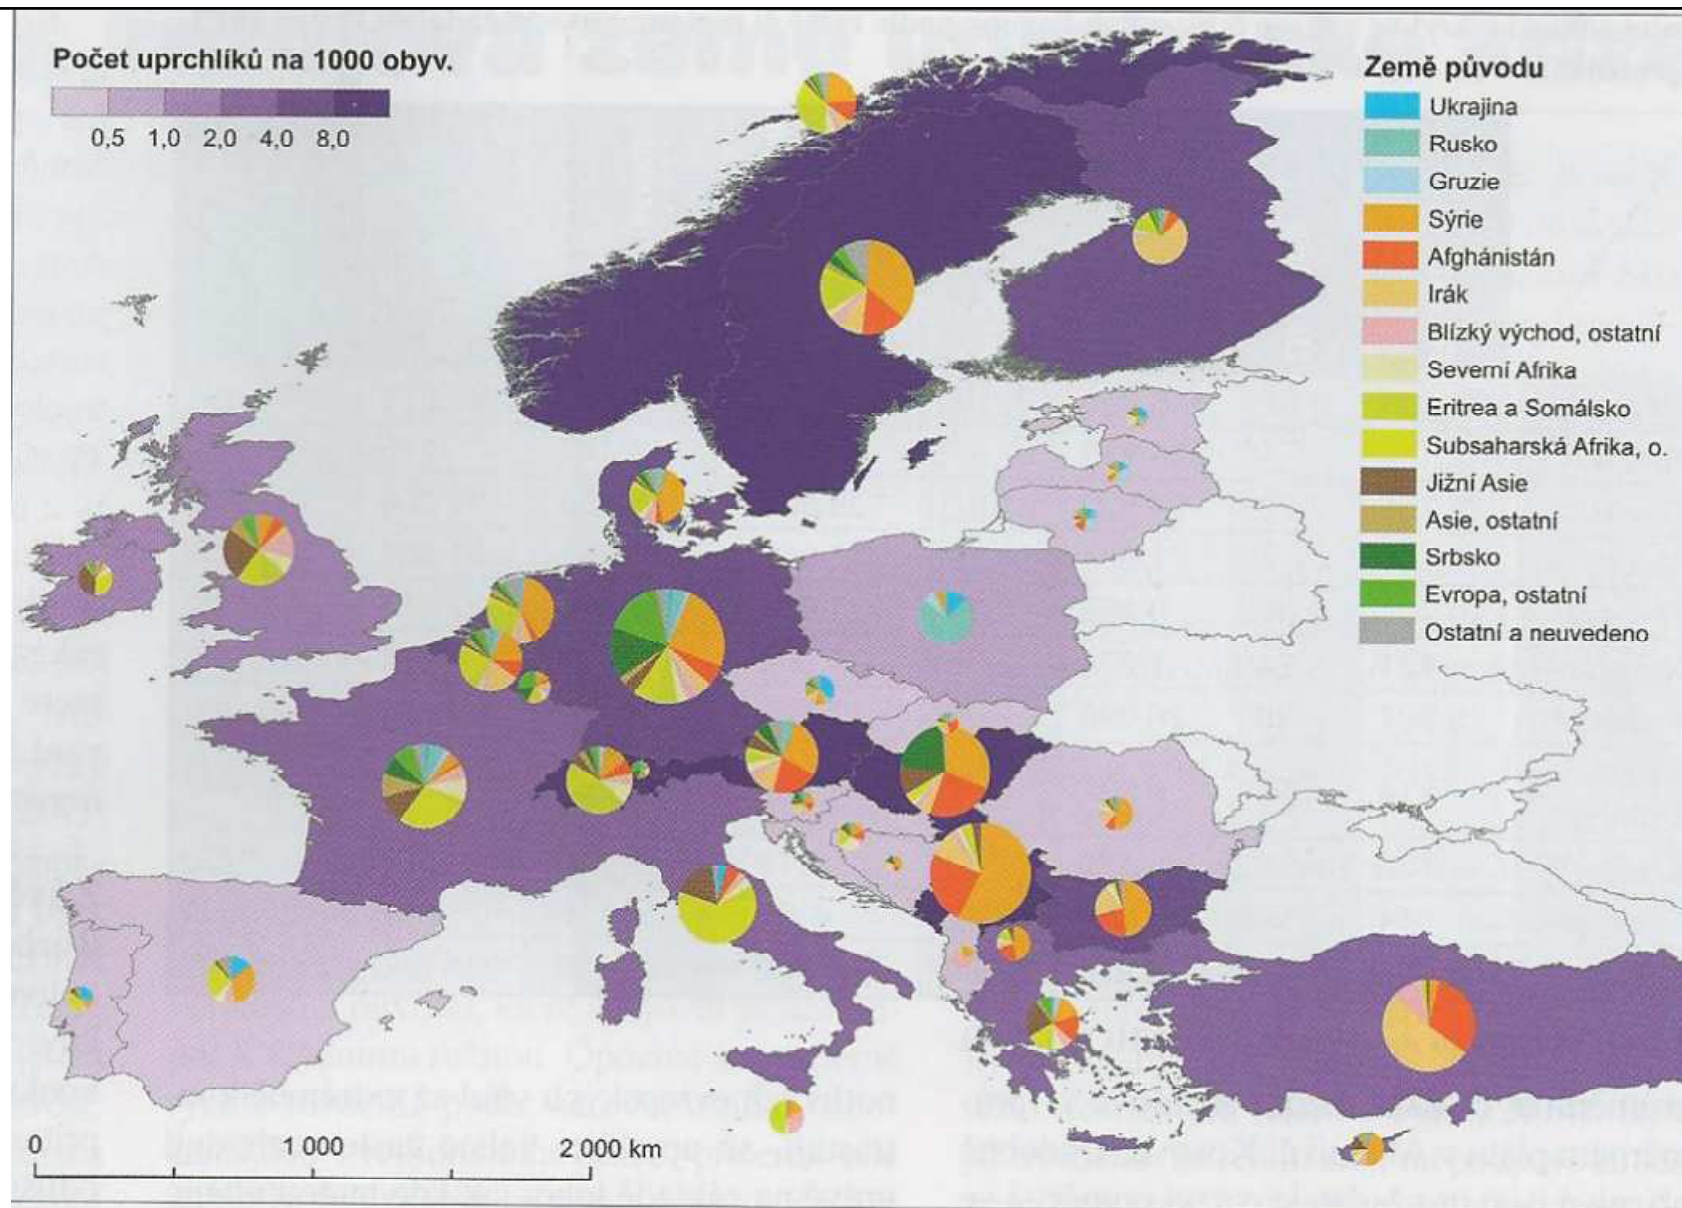 Počet uprchlíků na 1000 obyv.
0,5 1,0 2,0 4,0 8,0
Země původu
Ukrajina
Rusko
Gruzie
Sýrie
Afghánistán
Irák
Blízký východ, ostatní
Severní Afrika
Eritrea a Somálsko
Subsaharská Afrika, o.
Jižní Asie
Asie, ostatní
Srbsko
Evropa, ostatní
Ostatní a neuvedeno
0 1 000 2 000 km